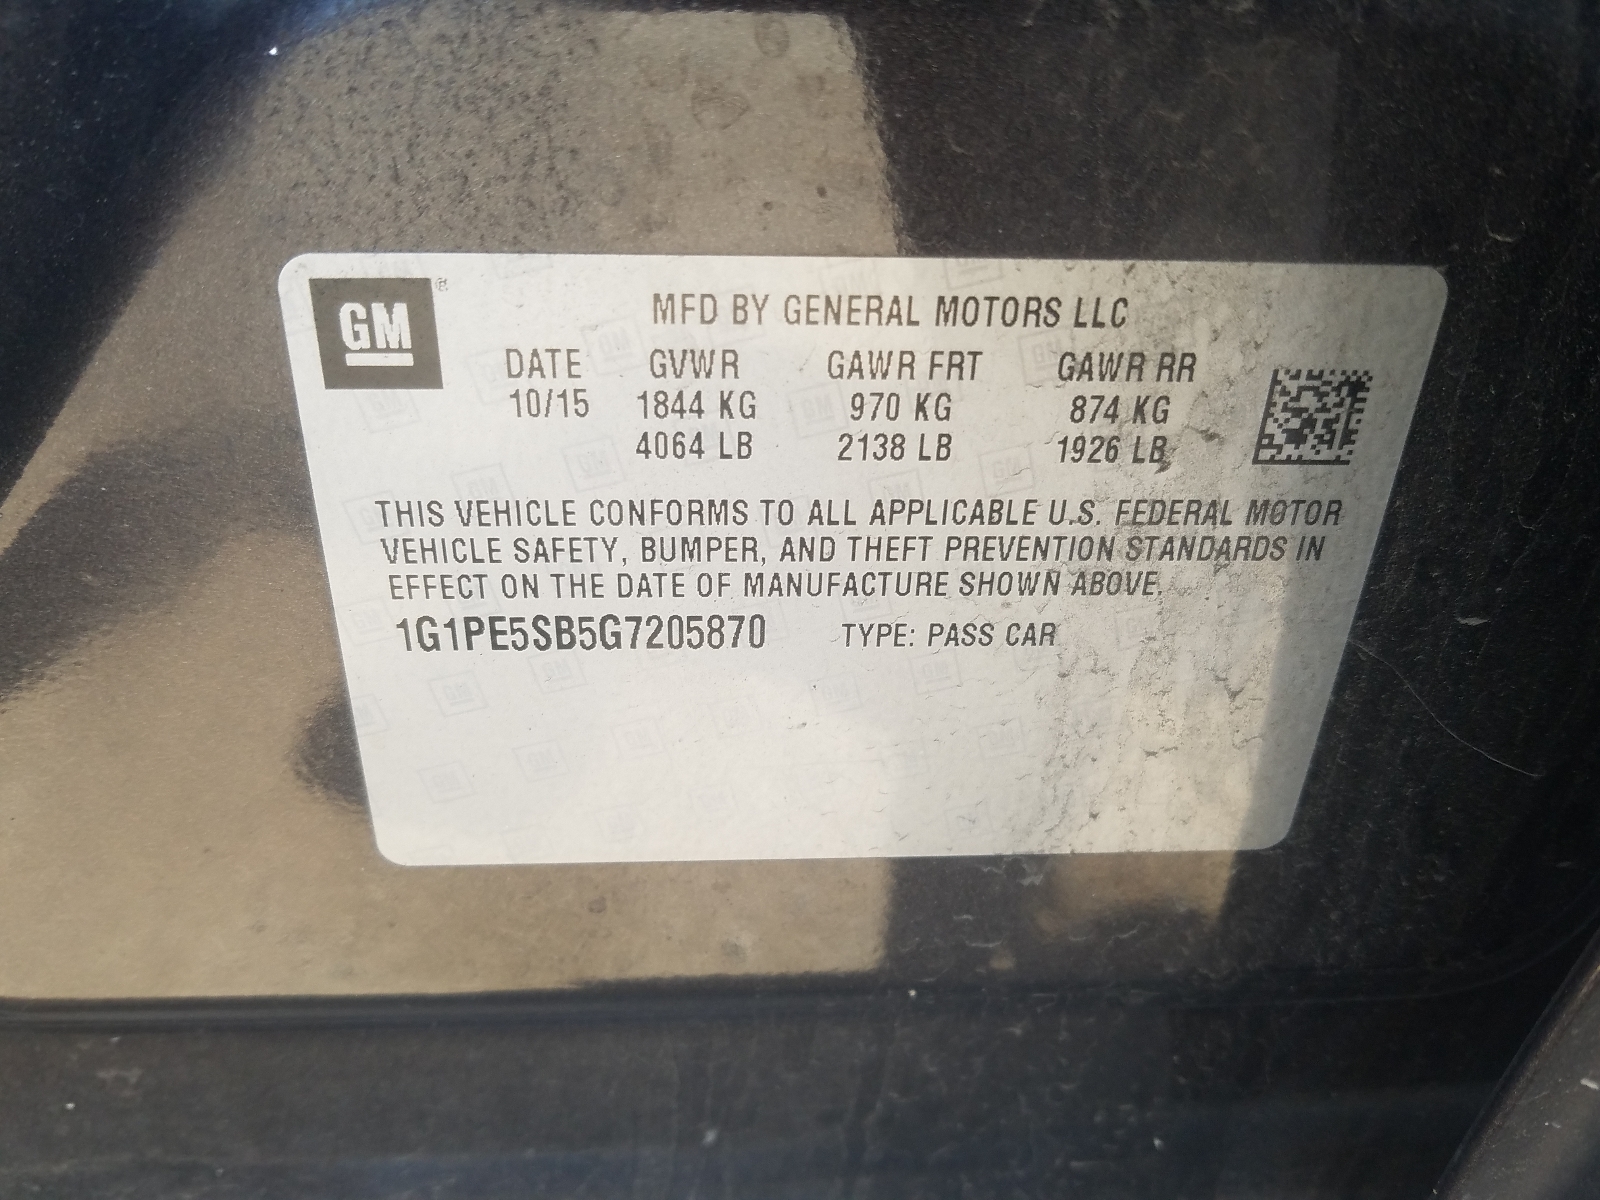 GM®
MFD BY GENERAL MOTORS LLC
DATE GVWR GAWR FRT GAWR RR
10/15 1844 KG 970 KG 874 KG
4064 LB 2138 LB 1926 LB
THIS VEHICLE CONFORMS TO ALL APPLICABLE U.S. FEDERAL MOTOR
VEHICLE SAFETY, BUMPER, AND THEFT PREVENTION STANDARDS IN
EFFECT ON THE DATE OF MANUFACTURE SHOWN ABOVE.
1G1PE5SB5G7205870 TYPE: PASS CAR